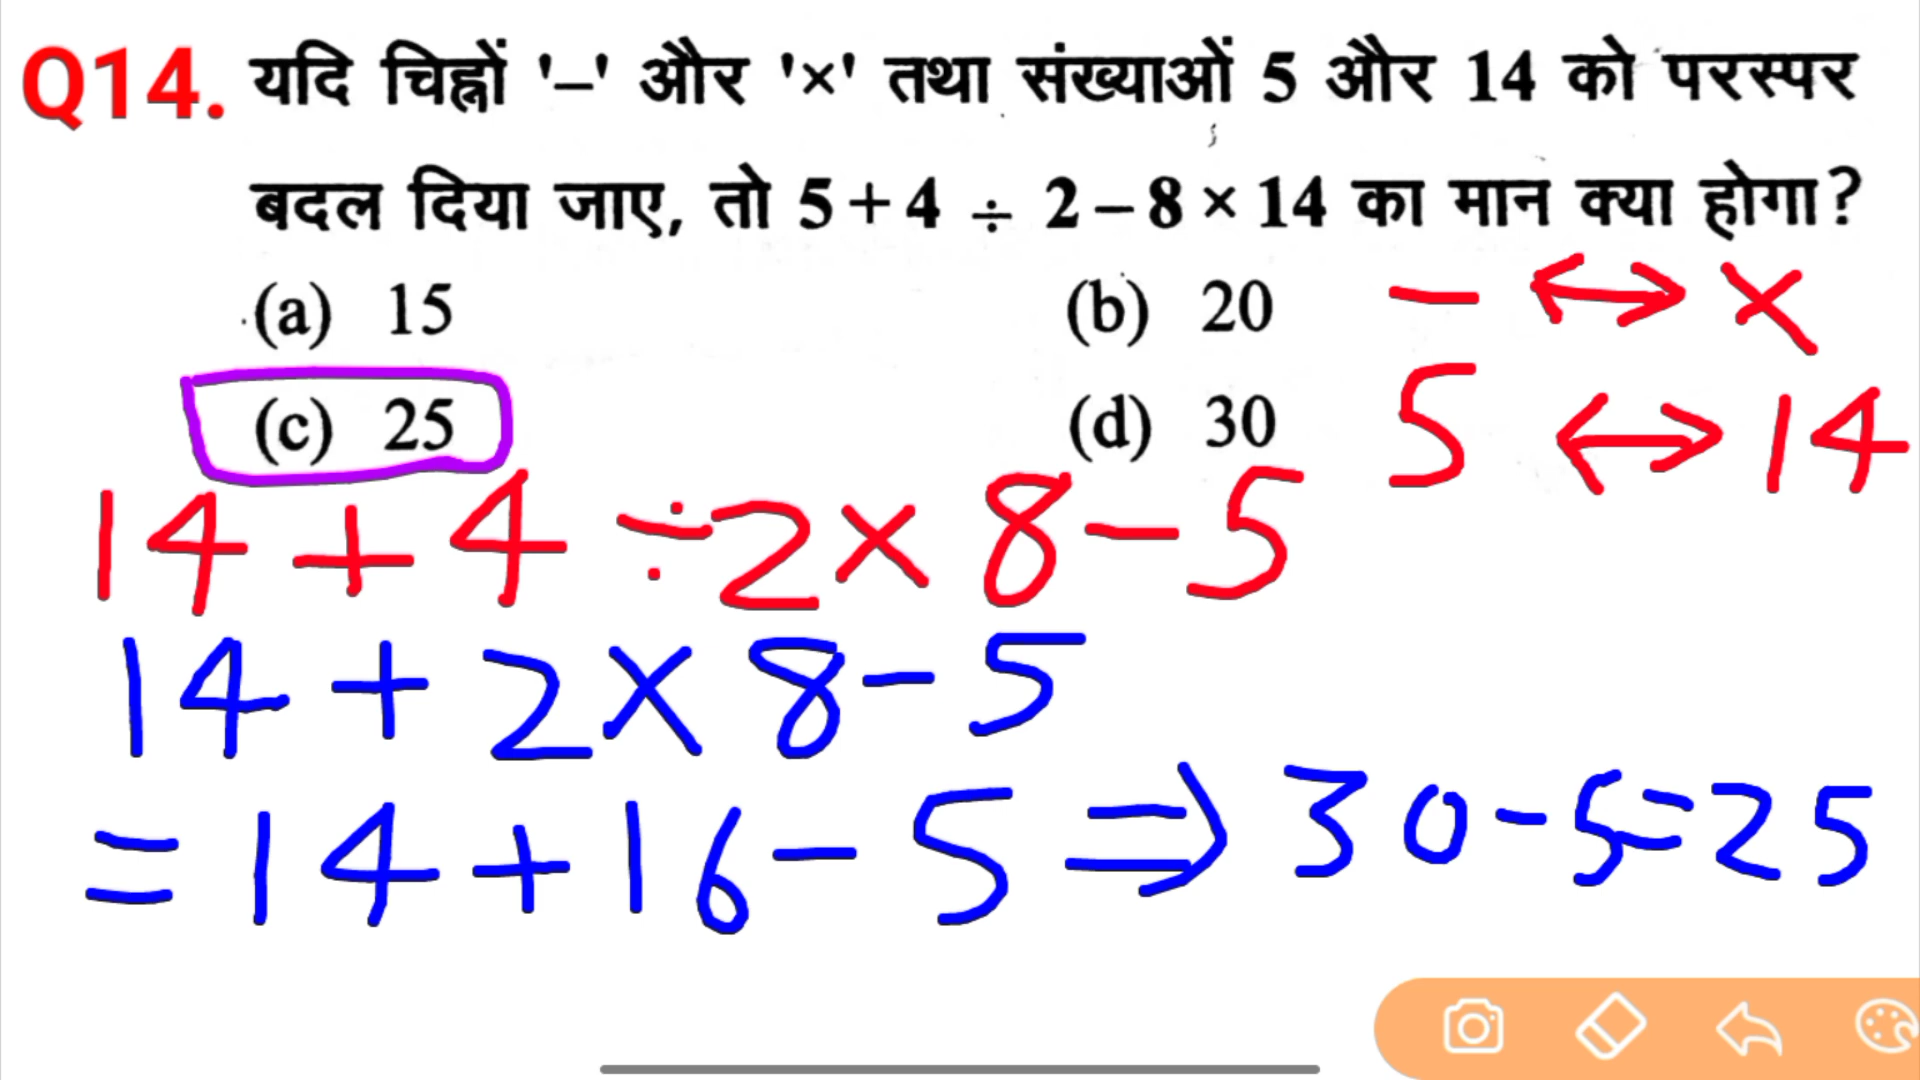 Q14. यदि चिह्नों '–' और '×' तथा संख्याओं 5 और 14 को परस्पर
बदल दिया जाए, तो 5 + 4 ÷ 2 – 8 × 14 का मान क्या होगा?
(a) 15 (b) 20
(c) 25 (d) 30
– ↔ ×
5 ↔ 14
14 + 4 ÷ 2 × 8 – 5
14 + 2 × 8 – 5
= 14 + 16 – 5 ⇒ 30 – 5 = 25